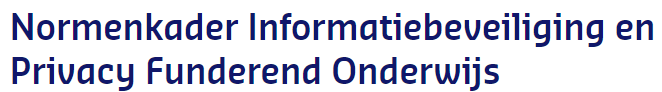 Normenkader Informatiebeveiliging en
Privacy Funderend Onderwijs